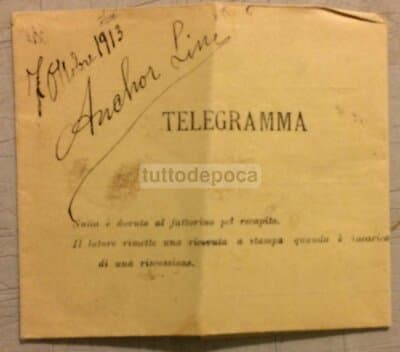 7 Ottobre 1913
Anchor Line
TELEGRAMMA
tuttodepoca
Nulla è dovuto al fattorino pel recapito.
Il latore rimette una ricevuta a stampa quando è incarica
di una riscossione.